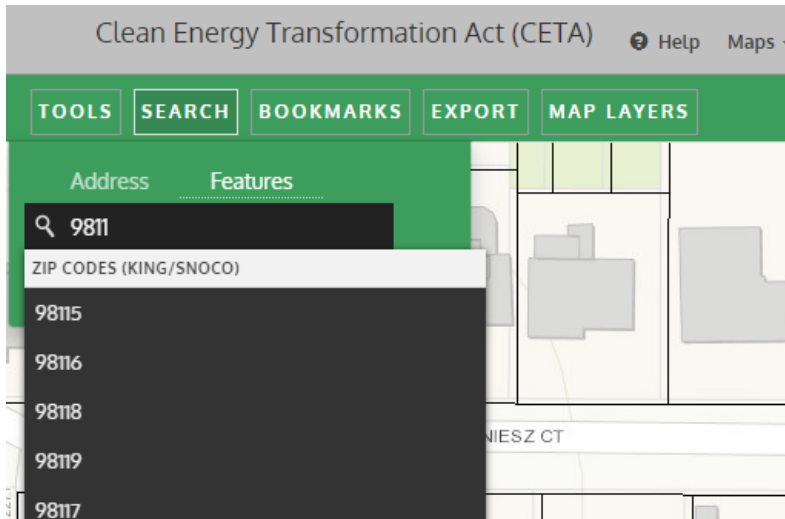 Clean Energy Transformation Act (CETA) Help Maps
TOOLS SEARCH BOOKMARKS EXPORT MAP LAYERS
Address Features
9811
ZIP CODES (KING/SNOCO)
98115
98116
98118
98119
98117
NIESZ CT